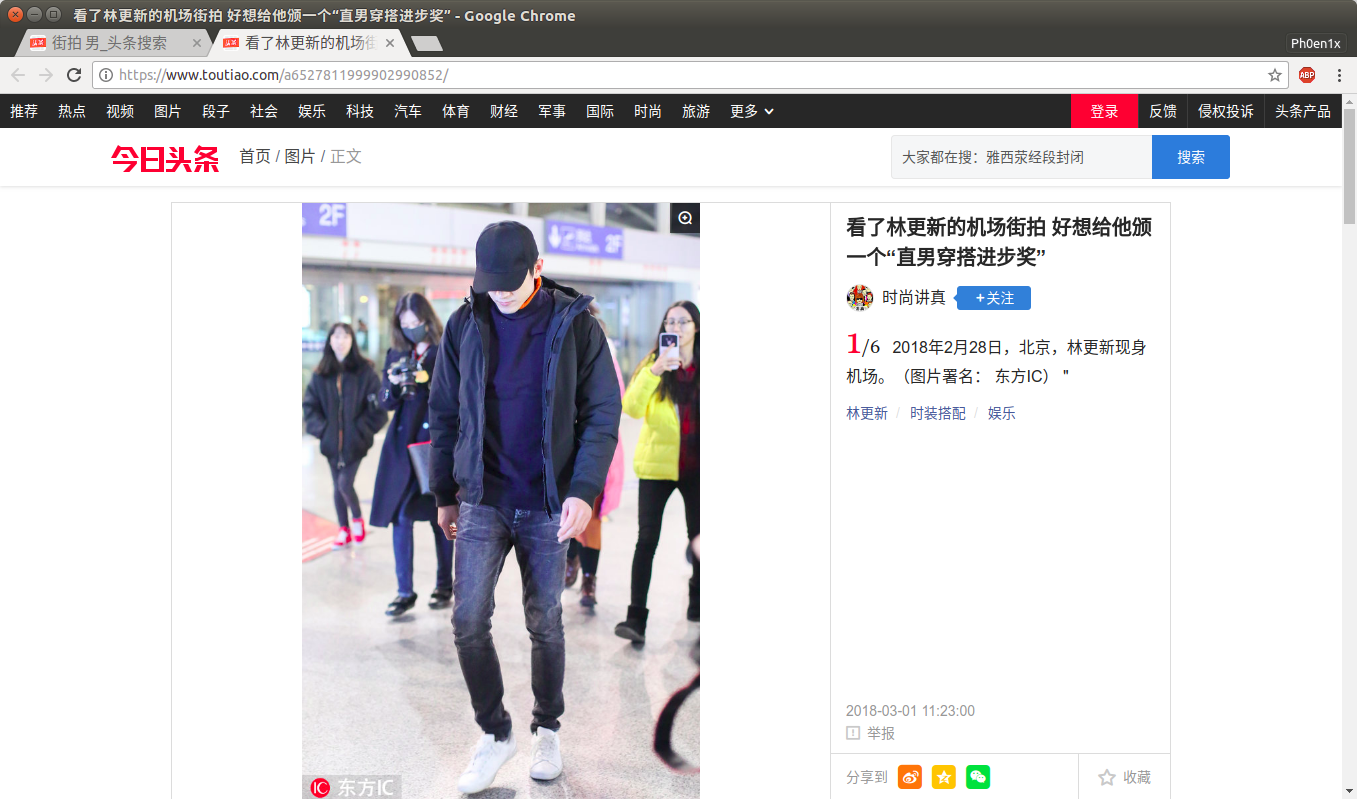 看了林更新的机场街拍 好想给他颁一个“直男穿搭进步奖” - Google Chrome
街拍 男_头条搜索
看了林更新的机场街
Ph0en1x
https://www.toutiao.com/a6527811999902990852/
ABP
推荐 热点 视频 图片 段子 社会 娱乐 科技 汽车 体育 财经 军事 国际 时尚 旅游 更多 登录 反馈 侵权投诉 头条产品
今日头条 首页 / 图片 / 正文
大家都在搜：雅西荥经段封闭 搜索
2F
2F
看了林更新的机场街拍 好想给他颁
一个“直男穿搭进步奖”
时尚讲真 +关注
1/6 2018年2月28日，北京，林更新现身
机场。（图片署名： 东方IC） "
林更新 / 时装搭配 / 娱乐
2018-03-01 11:23:00
举报
分享到 收藏
IC 东方IC